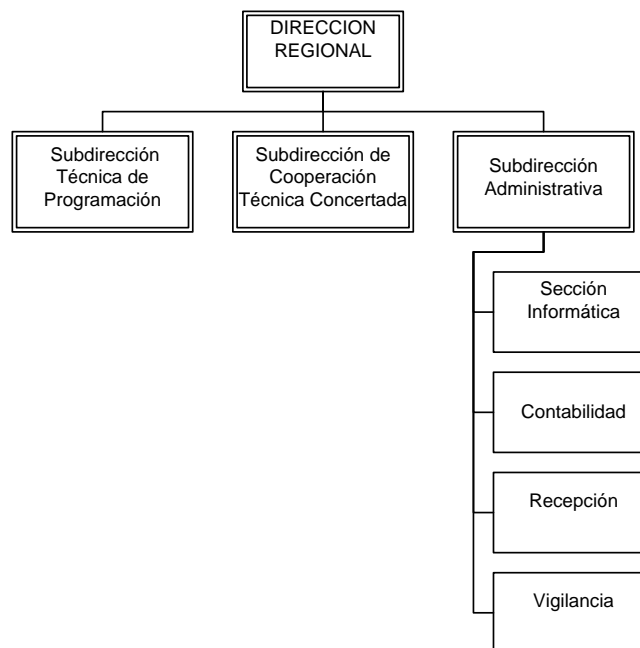 DIRECCION
REGIONAL
Subdirección
Técnica de
Programación
Subdirección de
Cooperación
Técnica Concertada
Subdirección
Administrativa
Sección
Informática
Contabilidad
Recepción
Vigilancia